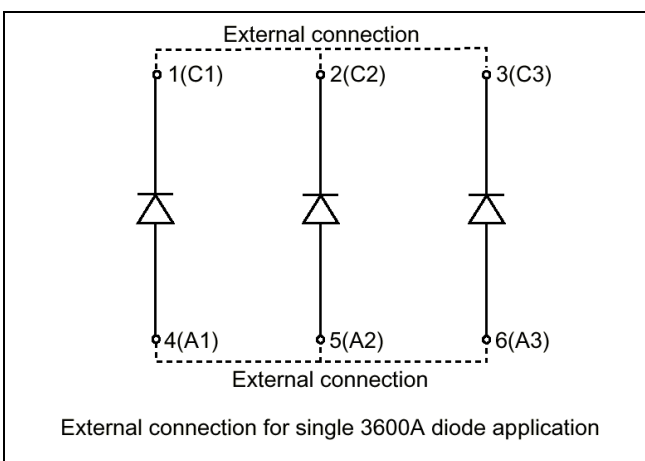 External connection
1(C1)
2(C2)
3(C3)
4(A1)
5(A2)
6(A3)
External connection
External connection for single 3600A diode application